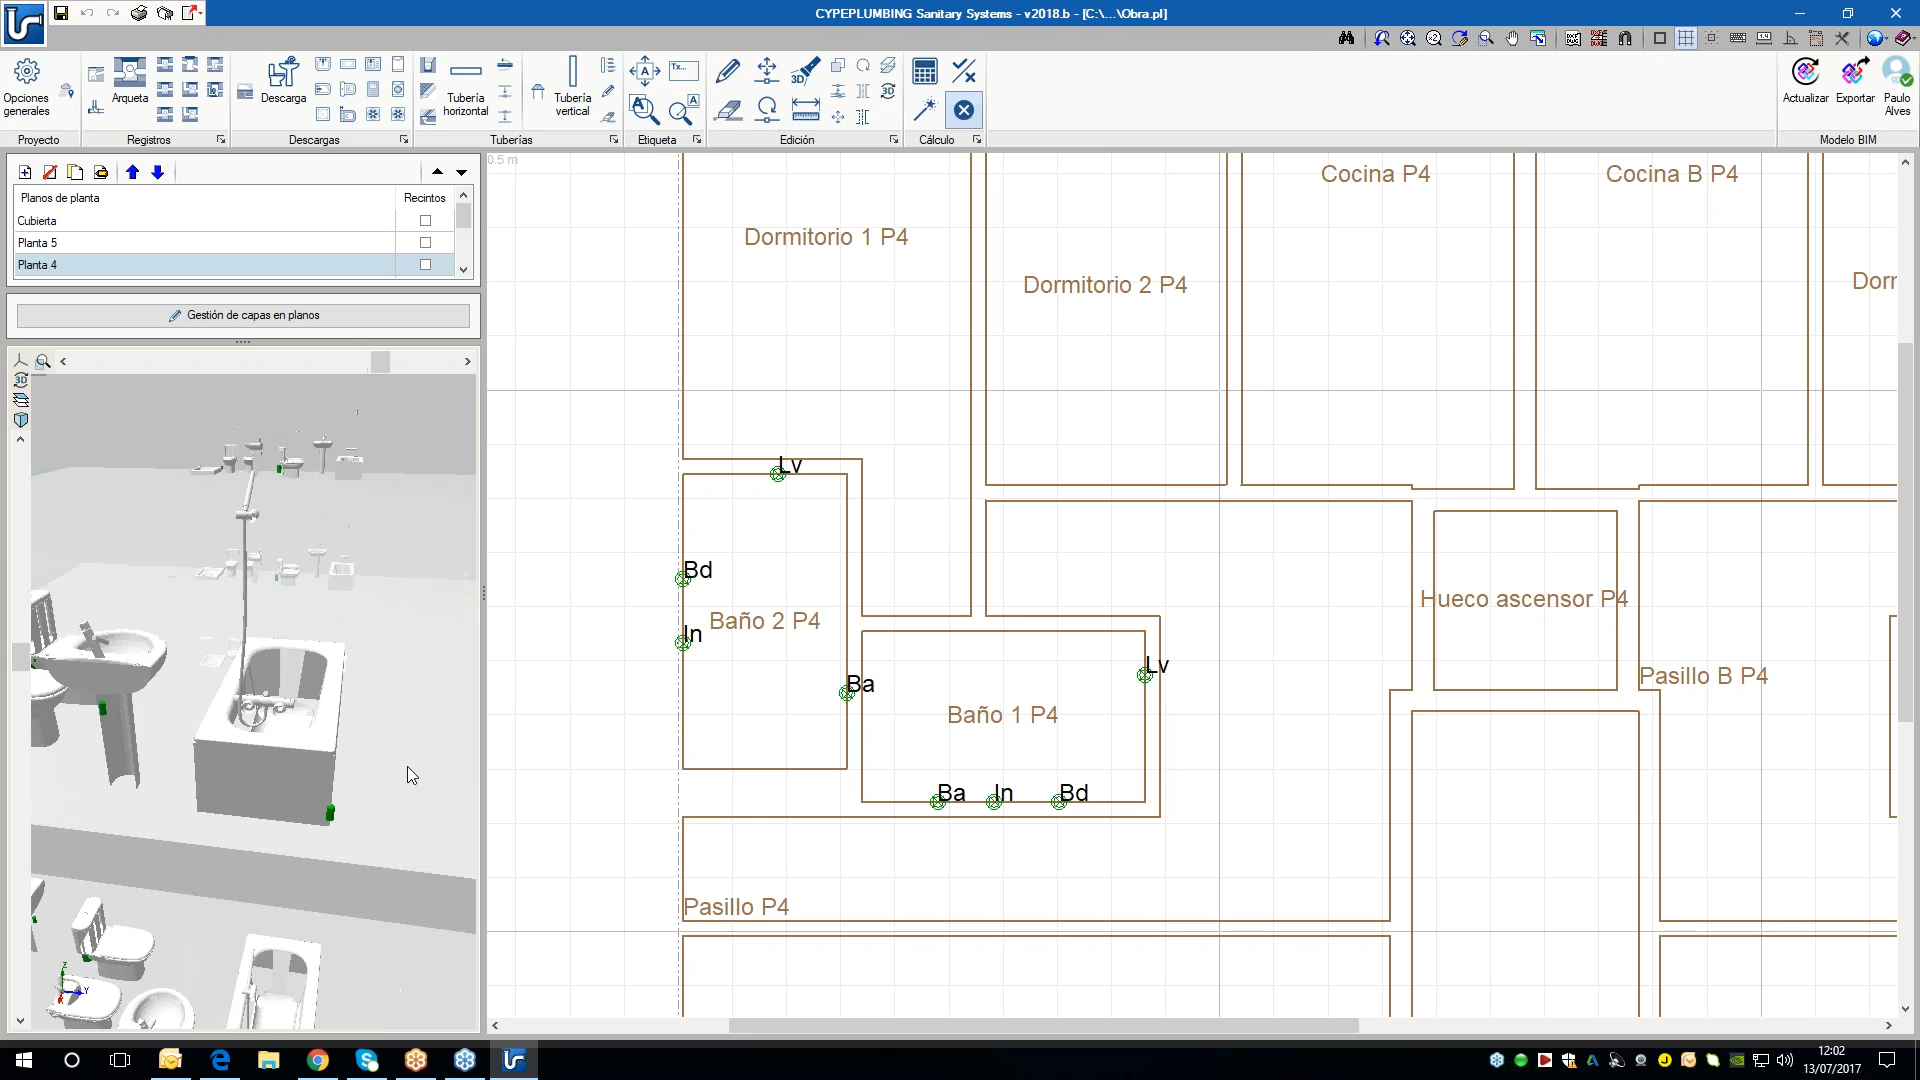 CYPEPLUMBING Sanitary Systems - v2018.b - [C:\...\Obra.pl]
Opciones generales
Arqueta
Descarga
Tubería horizontal
Tubería vertical
A
Tx...
A
A
3D
3D
Actualizar
Exportar
Paulo Alves
Proyecto
Registros
Descargas
Tuberías
Etiqueta
Edición
Cálculo
Modelo BIM
Planos de planta
Recintos
Cubierta
Planta 5
Planta 4
Gestión de capas en planos
3D
Z
Y
0.5 m
Cocina P4
Cocina B P4
Dormitorio 1 P4
Dormitorio 2 P4
Dorr
Lv
Bd
In
Baño 2 P4
Hueco ascensor P4
Ba
Lv
Pasillo B P4
Baño 1 P4
Ba
In
Bd
Pasillo P4
12:02
13/07/2017